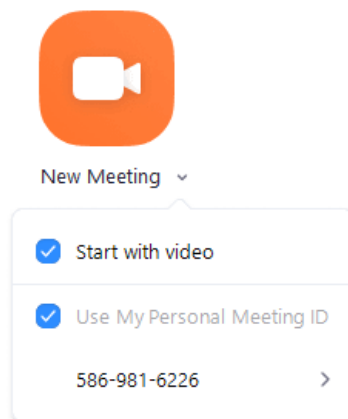 New Meeting
Start with video
Use My Personal Meeting ID
586-981-6226